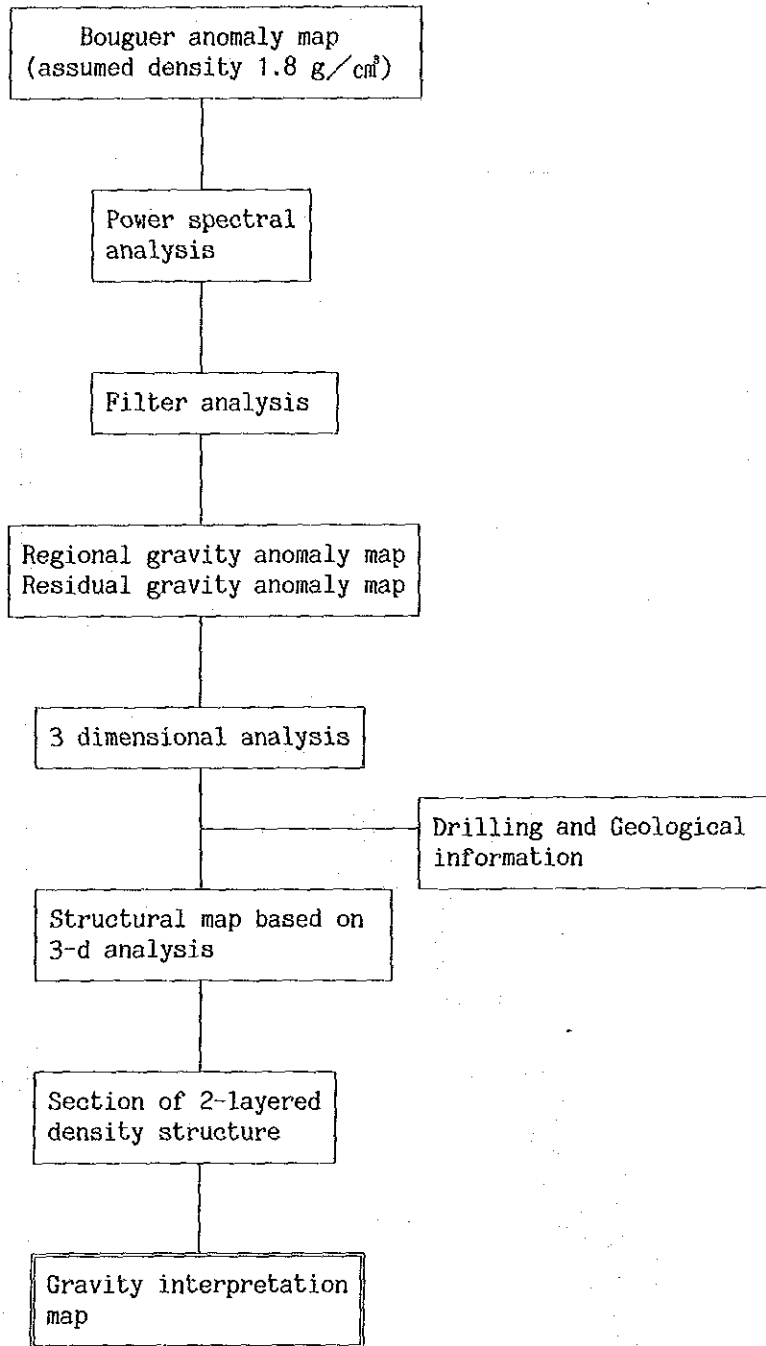 Bouguer anomaly map
(assumed density 1.8 g／㎤)
Power spectral
analysis
Filter analysis
Regional gravity anomaly map
Residual gravity anomaly map
3 dimensional analysis
Drilling and Geological
information
Structural map based on
3-d analysis
Section of 2-layered
density structure
Gravity interpretation
map